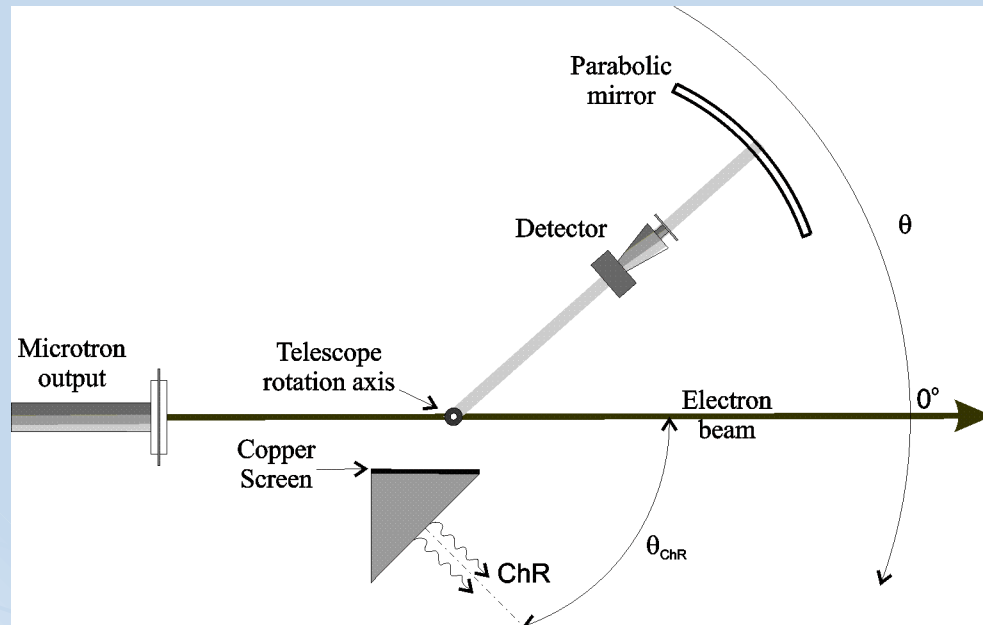 Parabolic
mirror
θ
Detector
Microtron
output
Telescope
rotation axis
0°
Electron
beam
Copper
Screen
θChR
ChR